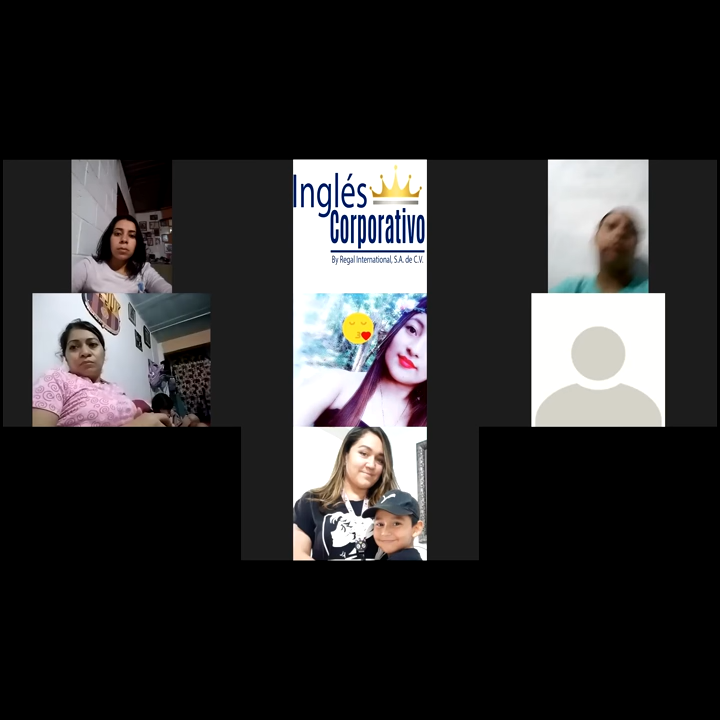 Inglés
Corporativo
By Regal International, S.A. de C.V.